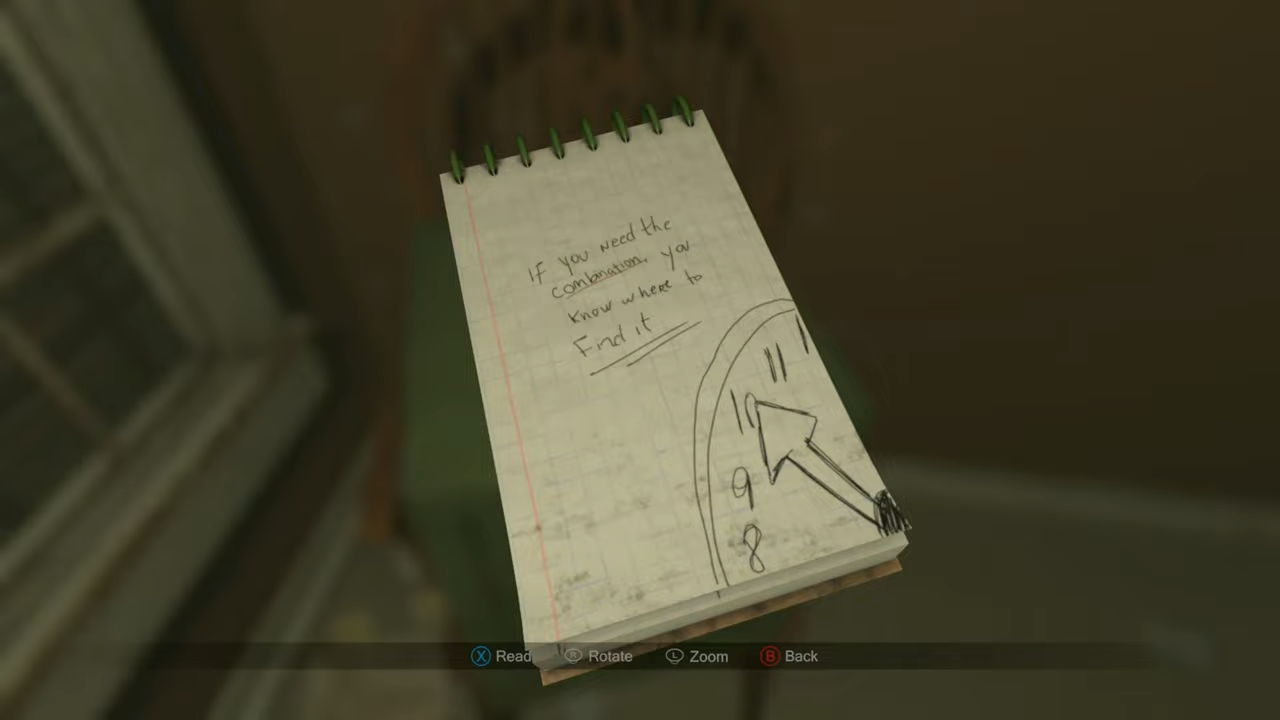 If you need the
combination, you
know where to
Find it
11
10
9
8
X Read
R Rotate
L Zoom
B Back